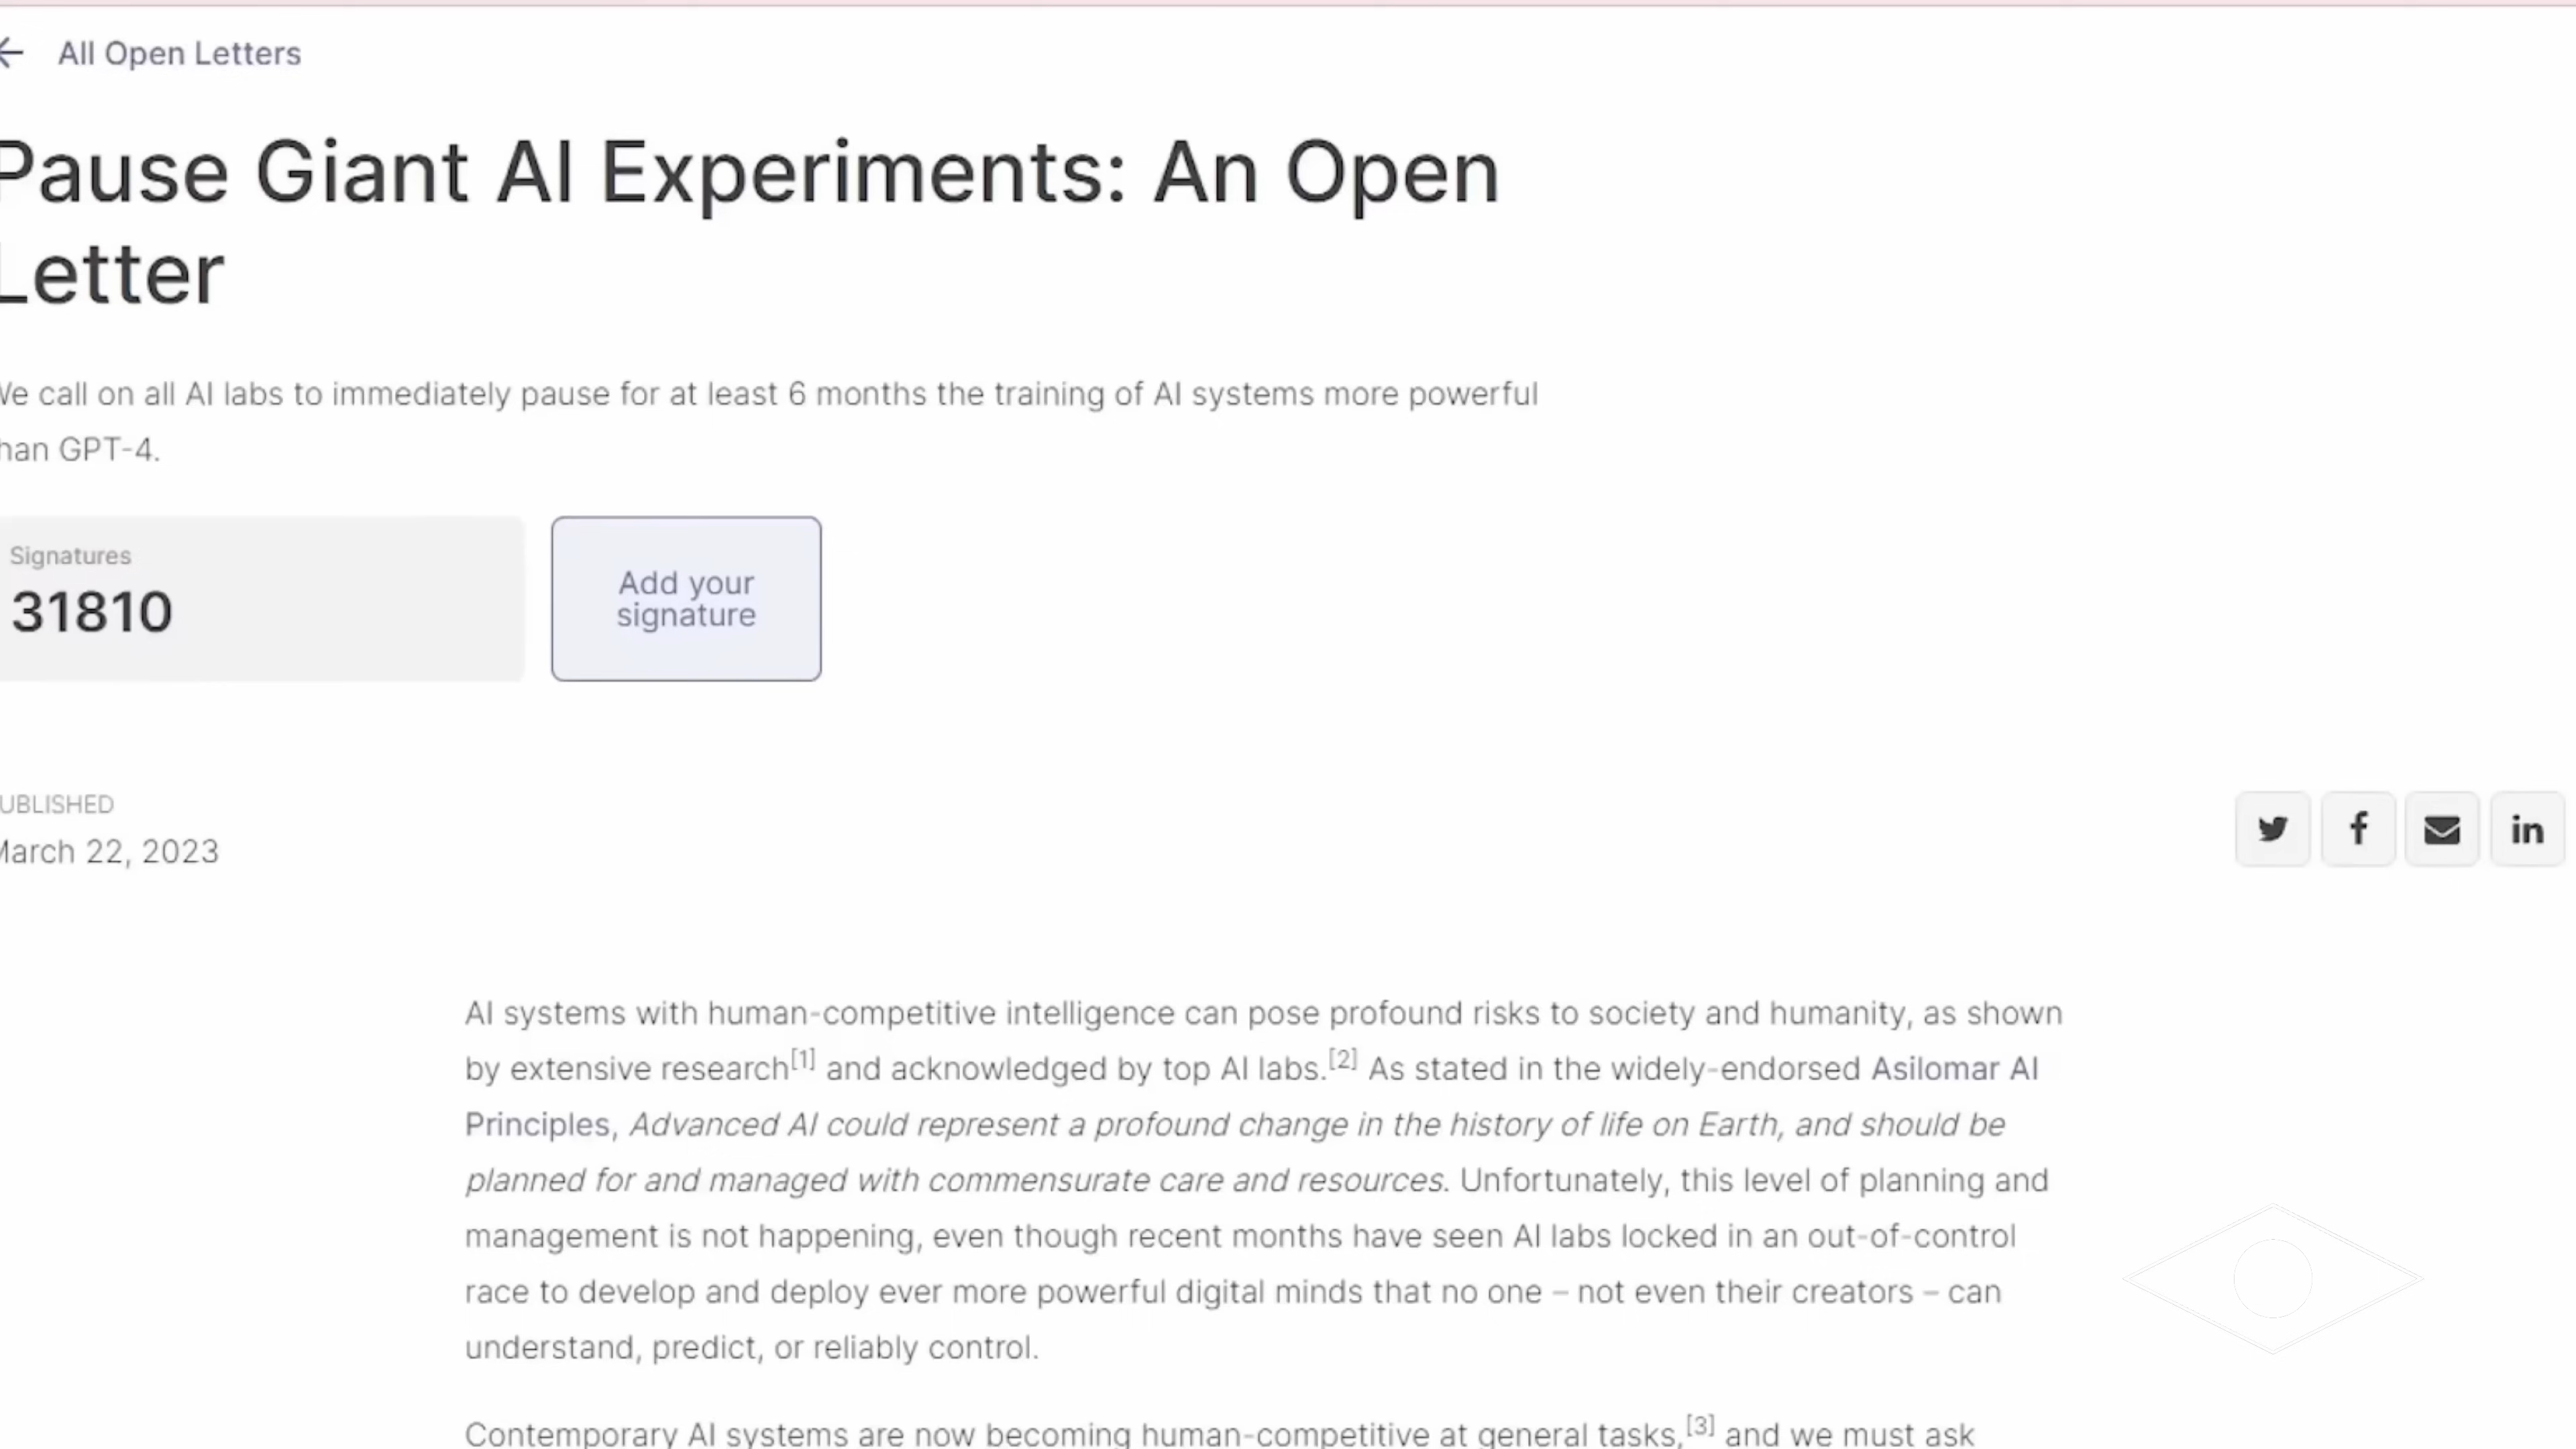 All Open Letters
Pause Giant AI Experiments: An Open
Letter
We call on all AI labs to immediately pause for at least 6 months the training of AI systems more powerful
han GPT-4.
Signatures
31810
Add your
signature
UBLISHED
March 22, 2023
AI systems with human-competitive intelligence can pose profound risks to society and humanity, as shown
by extensive research[1] and acknowledged by top AI labs.[2] As stated in the widely-endorsed Asilomar AI
Principles, Advanced AI could represent a profound change in the history of life on Earth, and should be
planned for and managed with commensurate care and resources. Unfortunately, this level of planning and
management is not happening, even though recent months have seen AI labs locked in an out-of-control
race to develop and deploy ever more powerful digital minds that no one – not even their creators – can
understand, predict, or reliably control.
Contemporary AI systems are now becoming human-competitive at general tasks,[3] and we must ask